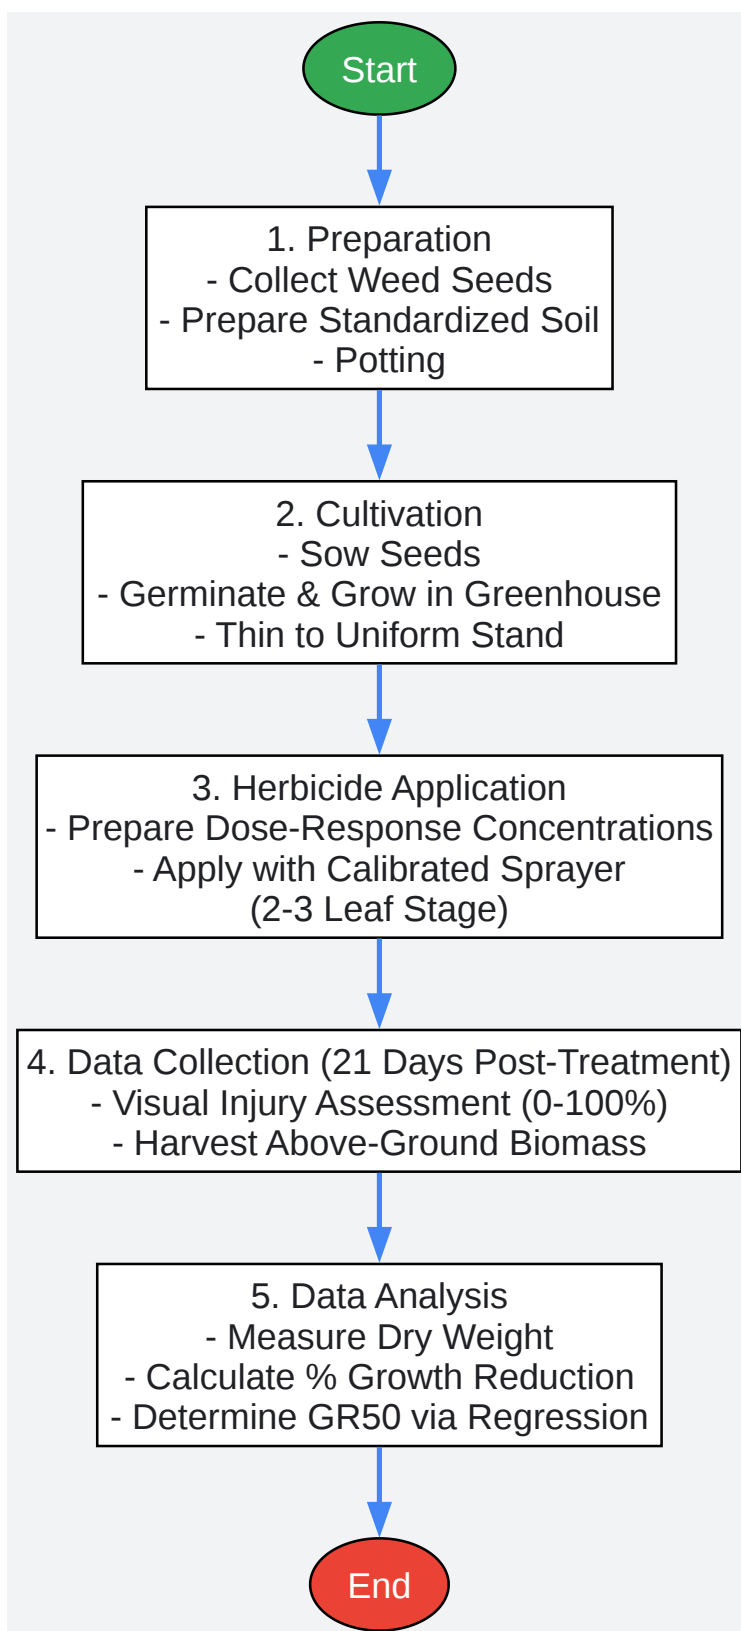 Start
1. Preparation
- Collect Weed Seeds
- Prepare Standardized Soil
- Potting
2. Cultivation
- Sow Seeds
- Germinate & Grow in Greenhouse
- Thin to Uniform Stand
3. Herbicide Application
- Prepare Dose-Response Concentrations
- Apply with Calibrated Sprayer
(2-3 Leaf Stage)
4. Data Collection (21 Days Post-Treatment)
- Visual Injury Assessment (0-100%)
- Harvest Above-Ground Biomass
5. Data Analysis
- Measure Dry Weight
- Calculate % Growth Reduction
- Determine GR50 via Regression
End